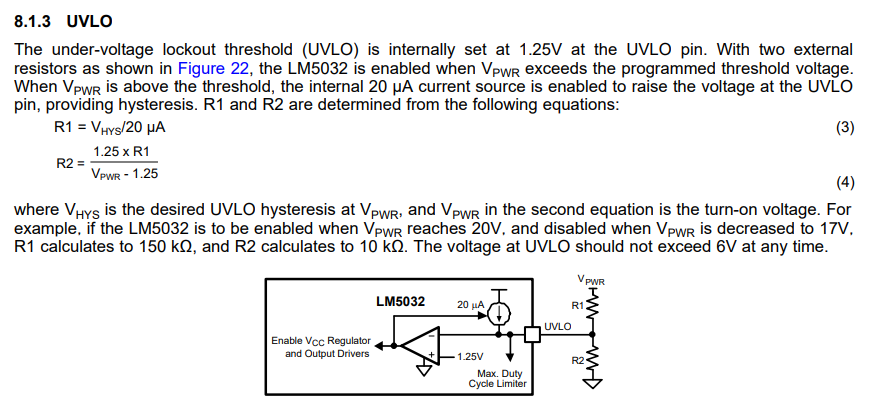 8.1.3 UVLO
The under-voltage lockout threshold (UVLO) is internally set at 1.25V at the UVLO pin. With two external
resistors as shown in Figure 22, the LM5032 is enabled when VPWR exceeds the programmed threshold voltage.
When VPWR is above the threshold, the internal 20 µA current source is enabled to raise the voltage at the UVLO
pin, providing hysteresis. R1 and R2 are determined from the following equations:
R1 = VHYS/20 µA (3)
R2 = 1.25 x R1
VPWR - 1.25
(4)
where VHYS is the desired UVLO hysteresis at VPWR, and VPWR in the second equation is the turn-on voltage. For
example, if the LM5032 is to be enabled when VPWR reaches 20V, and disabled when VPWR is decreased to 17V,
R1 calculates to 150 kΩ, and R2 calculates to 10 kΩ. The voltage at UVLO should not exceed 6V at any time.
VPWR
LM5032
20 µA
R1
UVLO
Enable VCC Regulator
and Output Drivers
−
+
1.25V
R2
Max. Duty
Cycle Limiter